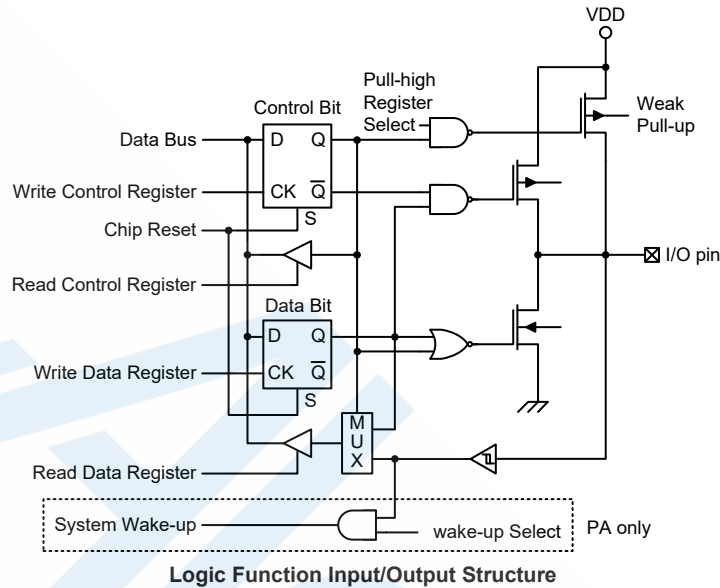 VDD
Pull-high
Register
Select
Weak
Pull-up
Control Bit
Data Bus
D Q
Write Control Register
CK Q̅
Chip Reset
S
I/O pin
Read Control Register
Data Bit
D Q
Write Data Register
CK Q̅
S
M
U
X
Read Data Register
System Wake-up
wake-up Select
PA only
Logic Function Input/Output Structure